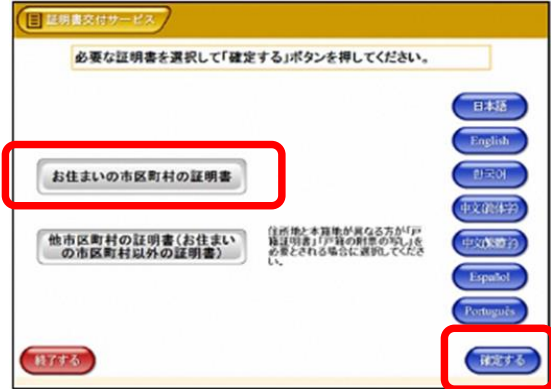 証明書交付サービス
必要な証明書を選択して「確定する」ボタンを押してください。
日本語
English
お住まいの市区町村の証明書
한국어
中文(簡体字)
他市区町村の証明書(お住まい
の市区町村以外の証明書)
住所地と本籍地が異なる方が「戸
籍証明書」「戸籍の附票の写し」を
必要とされる場合に選択してくださ
い。
中文(繁體字)
Español
Português
終了する
確定する